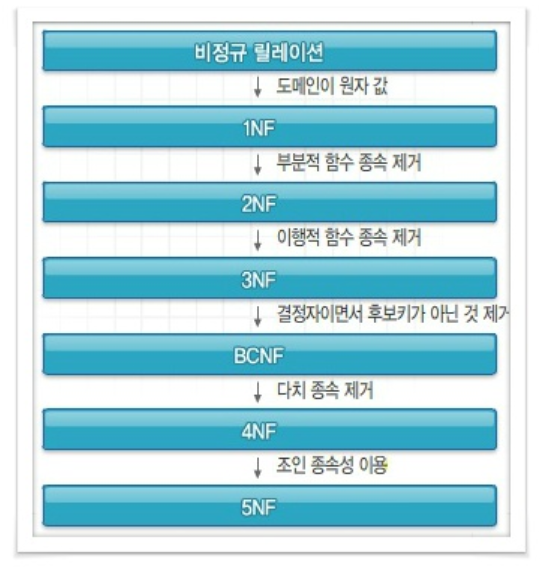 비정규 릴레이션
↓ 도메인이 원자 값
1NF
↓ 부분적 함수 종속 제거
2NF
↓ 이행적 함수 종속 제거
3NF
↓ 결정자이면서 후보키가 아닌 것 제거
BCNF
↓ 다치 종속 제거
4NF
↓ 조인 종속성 이용
5NF